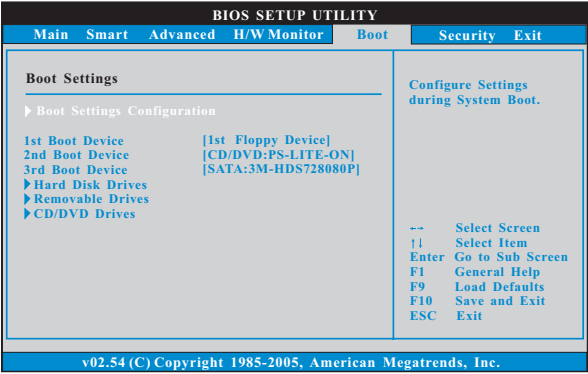 BIOS SETUP UTILITY
Main Smart Advanced H/W Monitor Boot Security Exit
Boot Settings
Boot Settings Configuration
1st Boot Device [1st Floppy Device]
2nd Boot Device [CD/DVD:PS-LITE-ON]
3rd Boot Device [SATA:3M-HDS728080P]
Hard Disk Drives
Removable Drives
CD/DVD Drives
Configure Settings
during System Boot.
←→ Select Screen
↑↓ Select Item
Enter Go to Sub Screen
F1 General Help
F9 Load Defaults
F10 Save and Exit
ESC Exit
v02.54 (C) Copyright 1985-2005, American Megatrends, Inc.